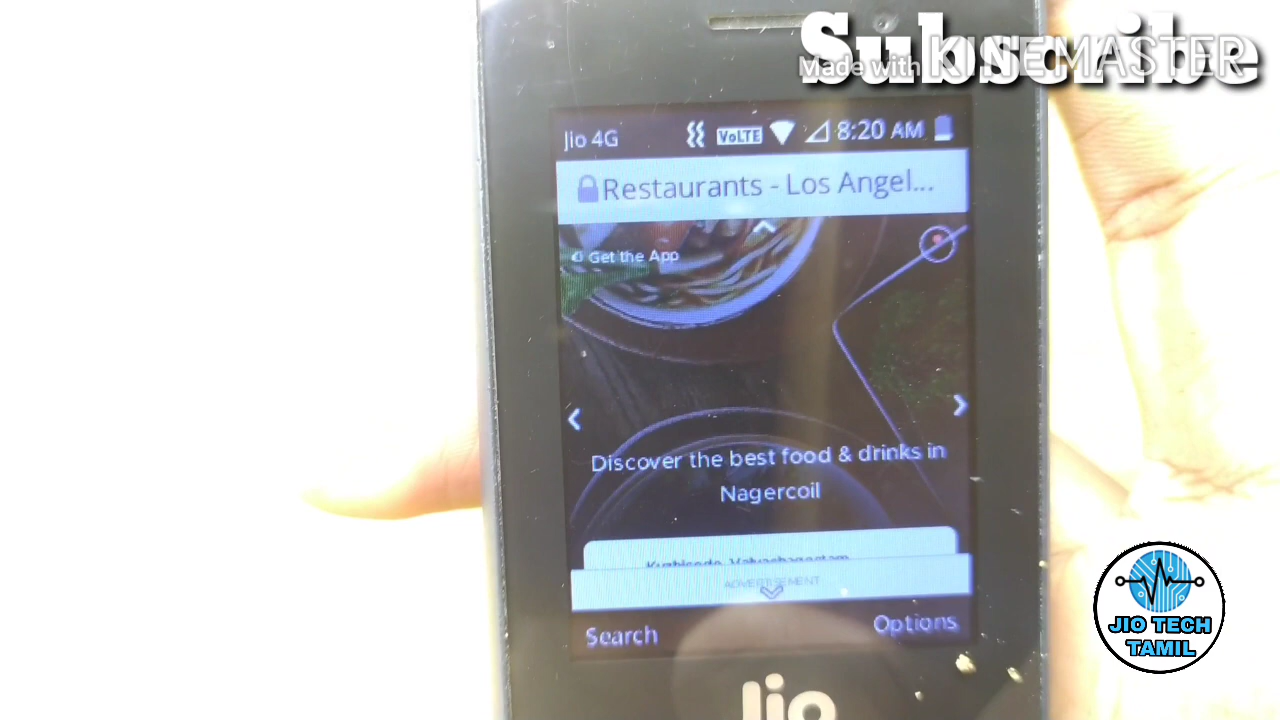 Subscribe
Made with KINEMASTER
Jio 4G VoLTE 8:20 AM
Restaurants - Los Angel...
Get the App
Discover the best food & drinks in
Nagercoil
ADVERTISEMENT
Search Options
Jio
JIO TECH
TAMIL